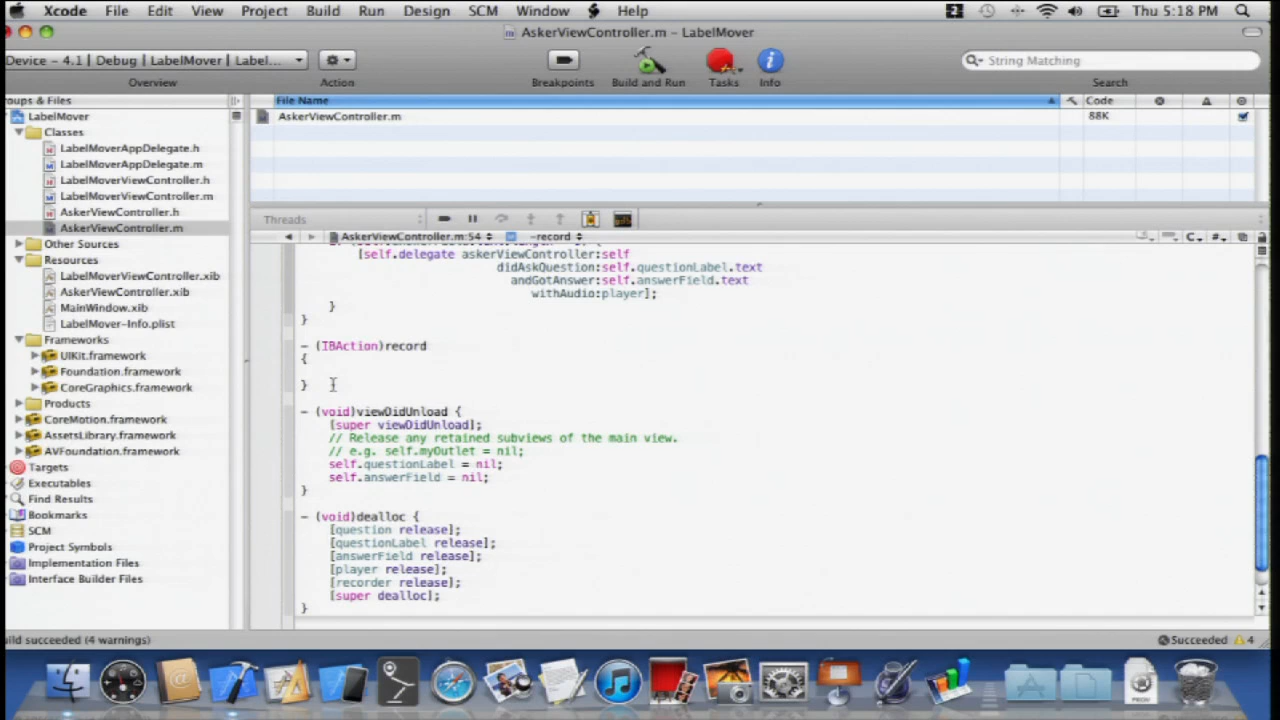 Xcode File Edit View Project Build Run Design SCM Window Help Thu 5:18 PM
AskerViewController.m – LabelMover
Device – 4.1 | Debug | LabelMover | Label...
String Matching
Overview Action Breakpoints Build and Run Tasks Info Search
oups & Files File Name Code
LabelMover AskerViewController.m 88K
Classes
LabelMoverAppDelegate.h
LabelMoverAppDelegate.m
LabelMoverViewController.h
LabelMoverViewController.m
AskerViewController.h
AskerViewController.m
Other Sources
Resources
LabelMoverViewController.xib
AskerViewController.xib
MainWindow.xib
LabelMover-Info.plist
Frameworks
UIKit.framework
Foundation.framework
CoreGraphics.framework
Products
CoreMotion.framework
AssetsLibrary.framework
AVFoundation.framework
Targets
Executables
Find Results
Bookmarks
SCM
Project Symbols
Implementation Files
Interface Builder Files
Threads
AskerViewController.m:54 -record
[self.delegate askerViewController:self
didAskQuestion:self.questionLabel.text
andGotAnswer:self.answerField.text
withAudio:player];
}
}
- (IBAction)record
{
}
- (void)viewDidUnload {
[super viewDidUnload];
// Release any retained subviews of the main view.
// e.g. self.myOutlet = nil;
self.questionLabel = nil;
self.answerField = nil;
}
- (void)dealloc {
[question release];
[questionLabel release];
[answerField release];
[player release];
[recorder release];
[super dealloc];
}
uild succeeded (4 warnings) Succeeded 4